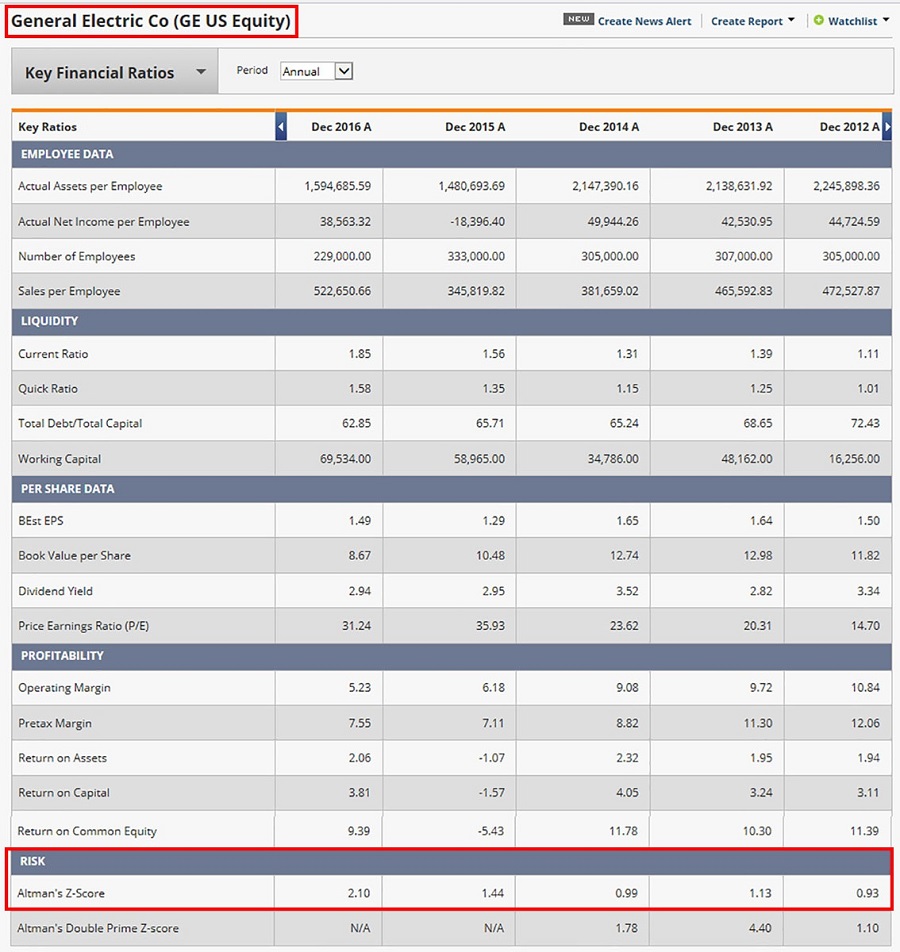 General Electric Co (GE US Equity)
NEW Create News Alert Create Report Watchlist
Key Financial Ratios Period Annual
Key Ratios Dec 2016 A Dec 2015 A Dec 2014 A Dec 2013 A Dec 2012 A
EMPLOYEE DATA
Actual Assets per Employee 1,594,685.59 1,480,693.69 2,147,390.16 2,138,631.92 2,245,898.36
Actual Net Income per Employee 38,563.32 -18,396.40 49,944.26 42,530.95 44,724.59
Number of Employees 229,000.00 333,000.00 305,000.00 307,000.00 305,000.00
Sales per Employee 522,650.66 345,819.82 381,659.02 465,592.83 472,527.87
LIQUIDITY
Current Ratio 1.85 1.56 1.31 1.39 1.11
Quick Ratio 1.58 1.35 1.15 1.25 1.01
Total Debt/Total Capital 62.85 65.71 65.24 68.65 72.43
Working Capital 69,534.00 58,965.00 34,786.00 48,162.00 16,256.00
PER SHARE DATA
BEst EPS 1.49 1.29 1.65 1.64 1.50
Book Value per Share 8.67 10.48 12.74 12.98 11.82
Dividend Yield 2.94 2.95 3.52 2.82 3.34
Price Earnings Ratio (P/E) 31.24 35.93 23.62 20.31 14.70
PROFITABILITY
Operating Margin 5.23 6.18 9.08 9.72 10.84
Pretax Margin 7.55 7.11 8.82 11.30 12.06
Return on Assets 2.06 -1.07 2.32 1.95 1.94
Return on Capital 3.81 -1.57 4.05 3.24 3.11
Return on Common Equity 9.39 -5.43 11.78 10.30 11.39
RISK
Altman's Z-Score 2.10 1.44 0.99 1.13 0.93
Altman's Double Prime Z-score N/A N/A 1.78 4.40 1.10